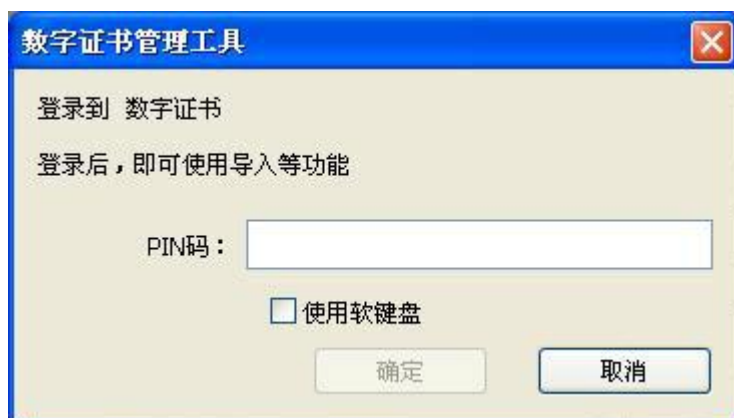 数字证书管理工具
登录到 数字证书
登录后，即可使用导入等功能
PIN码：
使用软键盘
确定 取消